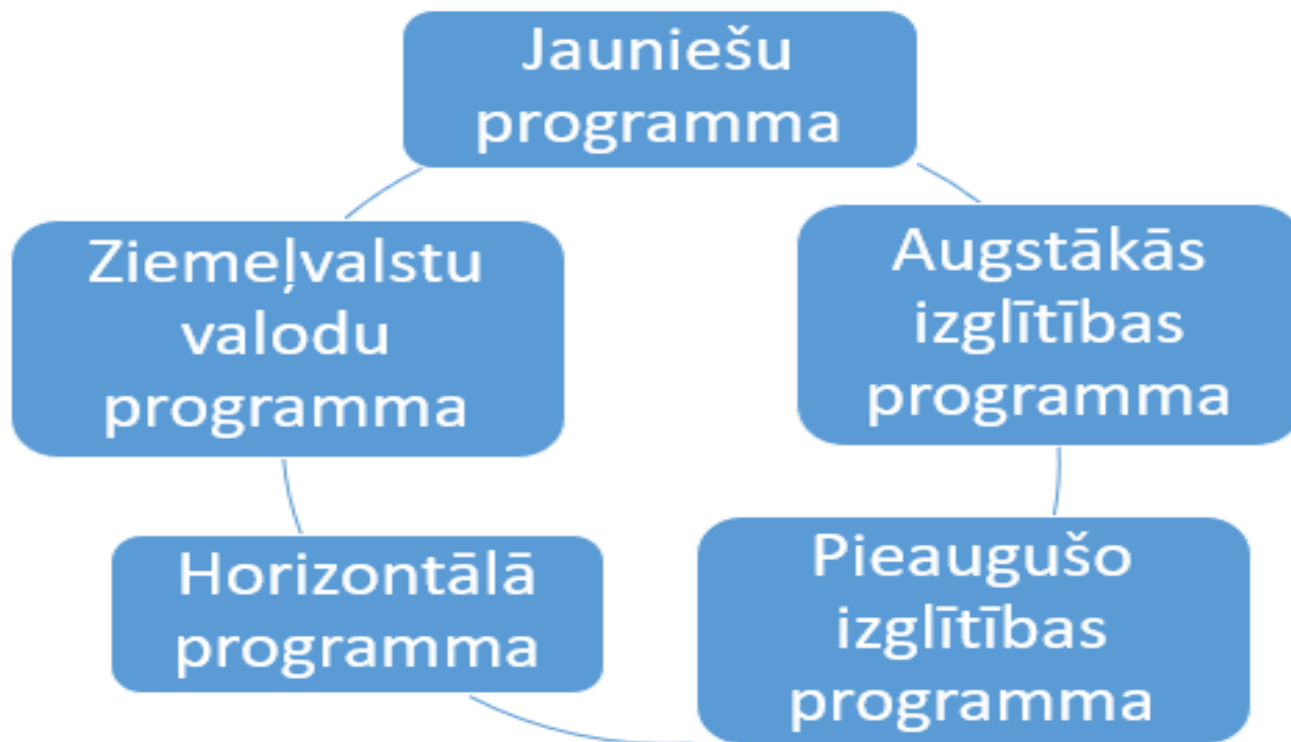 Jauniešu
programma
Ziemeļvalstu
valodu
programma
Augstākās
izglītības
programma
Horizontālā
programma
Pieaugušo
izglītības
programma